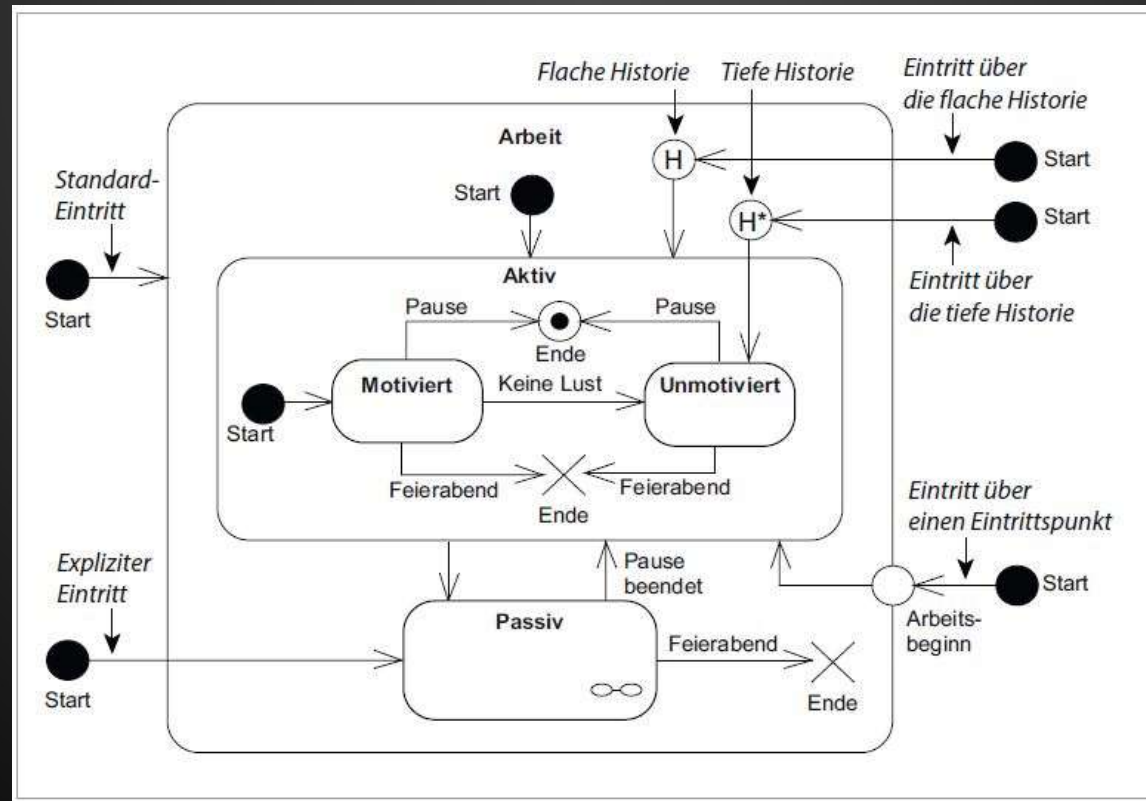 Flache Historie
Tiefe Historie
Eintritt über
die flache Historie
Arbeit
Start
Standard-
Eintritt
Start
H
Start
H*
Start
Eintritt über
die tiefe Historie
Start
Aktiv
Pause
Pause
Ende
Motiviert
Keine Lust
Unmotiviert
Start
Feierabend
Feierabend
Ende
Eintritt über
einen Eintrittspunkt
Expliziter
Eintritt
Pause
beendet
Start
Arbeits-
beginn
Passiv
Feierabend
Start
Ende